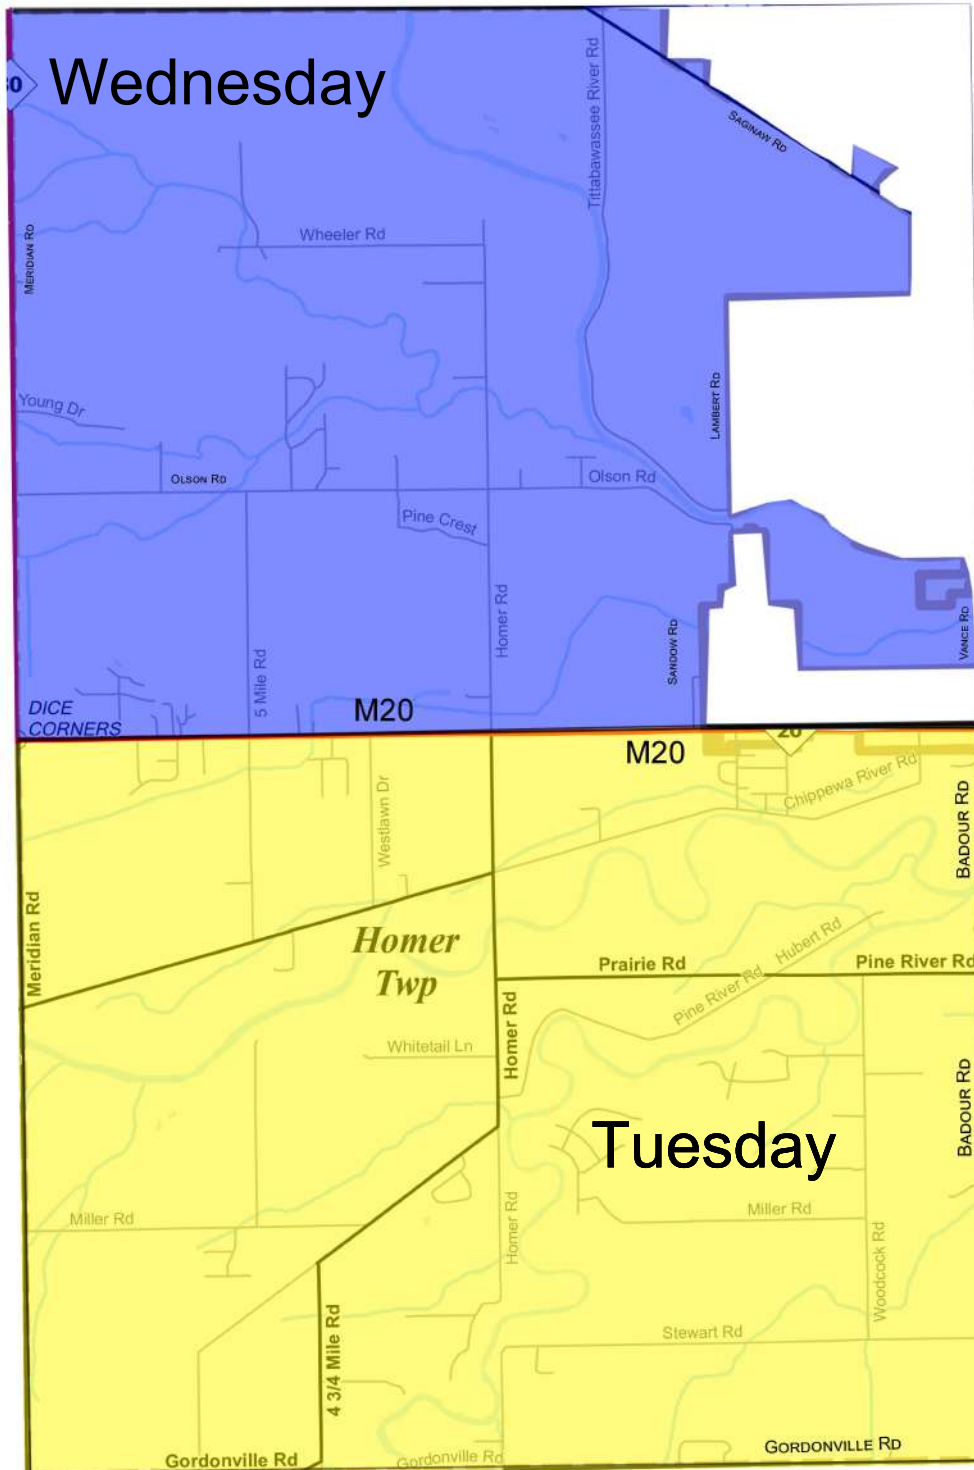 Wednesday
30
Tittabawassee River Rd
SAGINAW RD
MERIDIAN RD
Wheeler Rd
LAMBERT RD
Young Dr
OLSON RD
Olson Rd
Pine Crest
Homer Rd
5 Mile Rd
SANDOW RD
VANCE RD
DICE
CORNERS
M20
M20
20
Chippewa River Rd
Westlawn Dr
BADOUR RD
Meridian Rd
Homer
Twp
Prairie Rd
Pine River Rd
Hubert Rd
Pine River Rd
Homer Rd
Whitetail Ln
BADOUR RD
Tuesday
Miller Rd
Miller Rd
Homer Rd
Woodcock Rd
4 3/4 Mile Rd
Stewart Rd
Gordonville Rd
Gordonville Rd
GORDONVILLE RD